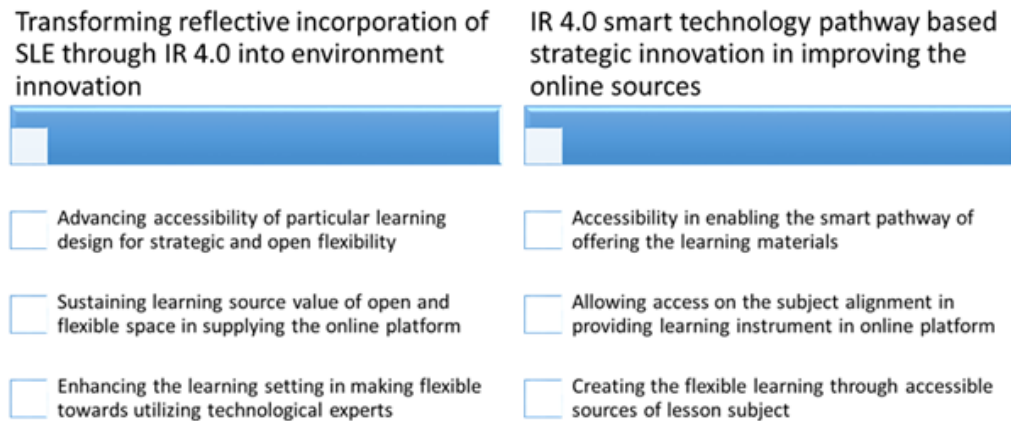 Transforming reflective incorporation of
SLE through IR 4.0 into environment
innovation
Advancing accessibility of particular learning
design for strategic and open flexibility
Sustaining learning source value of open and
flexible space in supplying the online platform
Enhancing the learning setting in making flexible
towards utilizing technological experts
IR 4.0 smart technology pathway based
strategic innovation in improving the
online sources
Accessibility in enabling the smart pathway of
offering the learning materials
Allowing access on the subject alignment in
providing learning instrument in online platform
Creating the flexible learning through accessible
sources of lesson subject